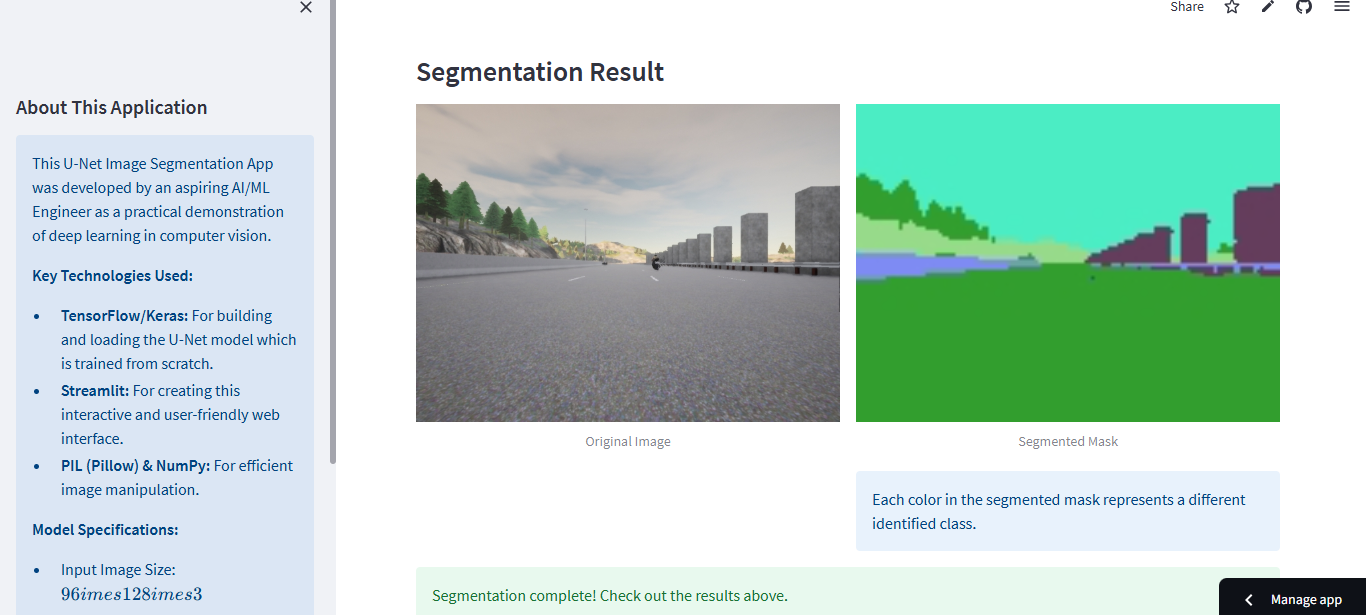 Share
About This Application
This U-Net Image Segmentation App
was developed by an aspiring AI/ML
Engineer as a practical demonstration
of deep learning in computer vision.
Key Technologies Used:
• TensorFlow/Keras: For building
and loading the U-Net model which
is trained from scratch.
• Streamlit: For creating this
interactive and user-friendly web
interface.
• PIL (Pillow) & NumPy: For efficient
image manipulation.
Model Specifications:
• Input Image Size:
96imes128imes3
Segmentation Result
Original Image
Segmented Mask
Each color in the segmented mask represents a different
identified class.
Segmentation complete! Check out the results above.
Manage app